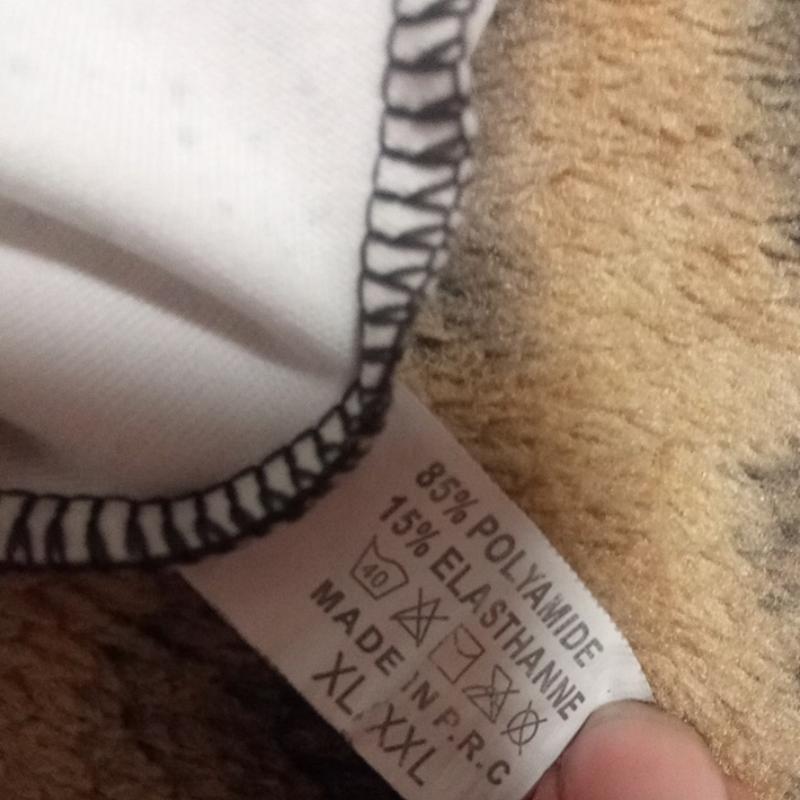 85% POLYAMIDE
15% ELASTHANNE
40
MADE IN P.R.C
XL/XXL